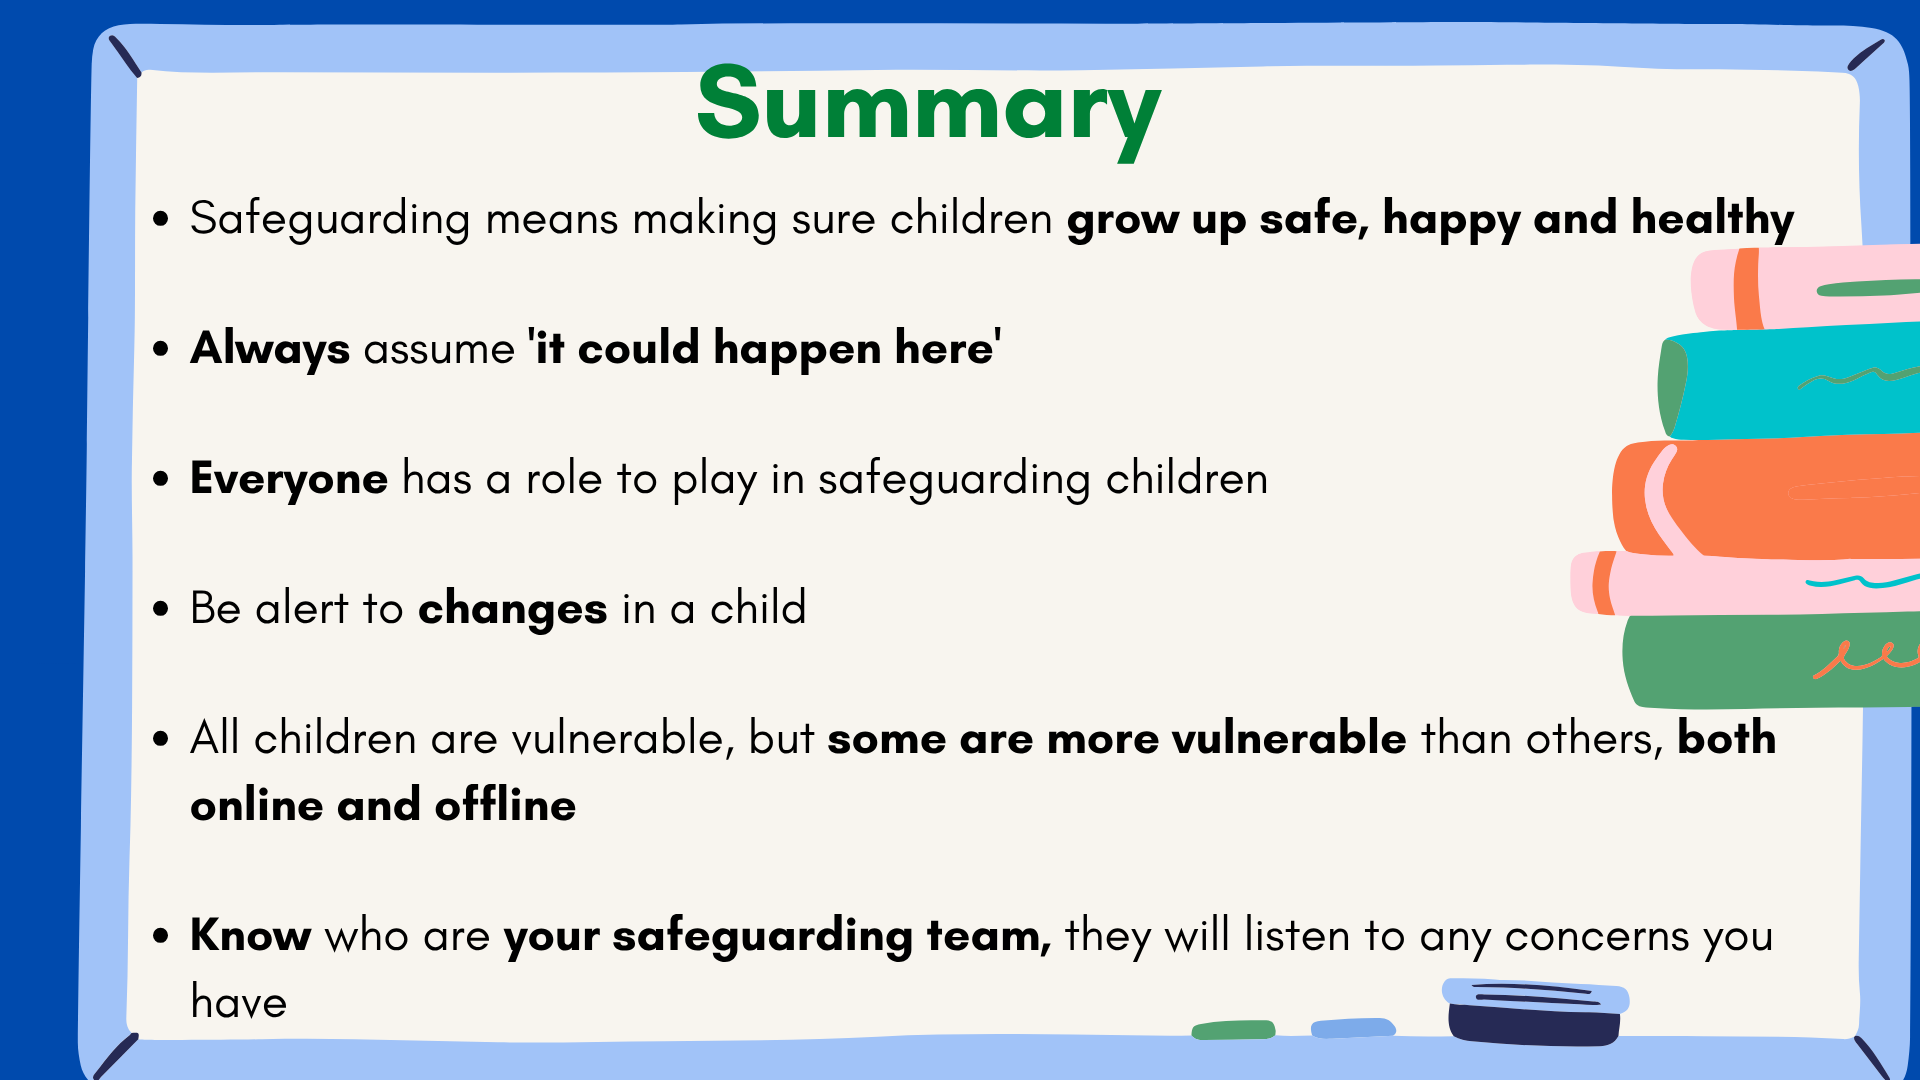 Summary
• Safeguarding means making sure children grow up safe, happy and healthy
• Always assume 'it could happen here'
• Everyone has a role to play in safeguarding children
• Be alert to changes in a child
• All children are vulnerable, but some are more vulnerable than others, both
online and offline
• Know who are your safeguarding team, they will listen to any concerns you
have